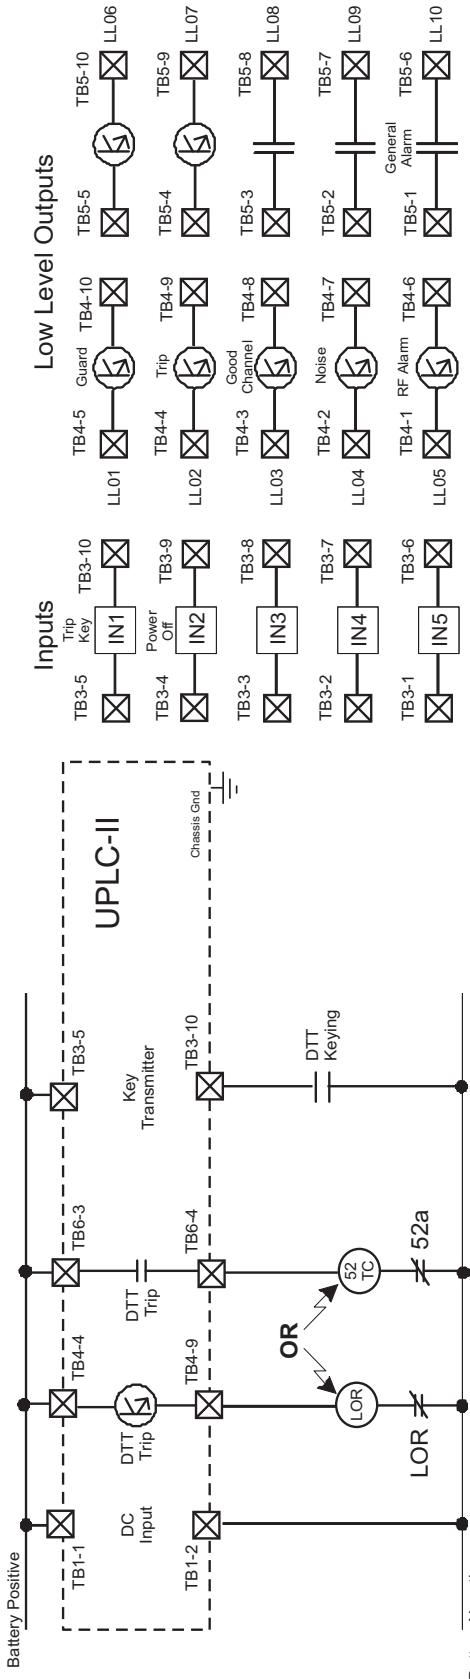 Battery Positive
TB1-1
TB4-4
TB6-3
TB3-5
DC
Input
DTT
Trip
DTT
Trip
Key
Transmitter
UPLC-II
Chassis Gnd
TB1-2
TB4-9
TB6-4
TB3-10
OR
LOR
52
TC
DTT
Keying
LOR
52a
Inputs
Trip
Key
TB3-5
IN1
TB3-10
Power
Off
TB3-4
IN2
TB3-9
TB3-3
IN3
TB3-8
TB3-2
IN4
TB3-7
TB3-1
IN5
TB3-6
Low Level Outputs
TB4-5
Guard
TB4-10
LL01
TB4-4
Trip
TB4-9
LL02
TB4-3
Good
Channel
TB4-8
LL03
TB4-2
Noise
TB4-7
LL04
TB4-1
RF Alarm
TB4-6
LL05
TB5-5
TB5-10
LL06
TB5-4
TB5-9
LL07
TB5-3
TB5-8
LL08
TB5-2
TB5-7
LL09
General
Alarm
TB5-1
TB5-6
LL10